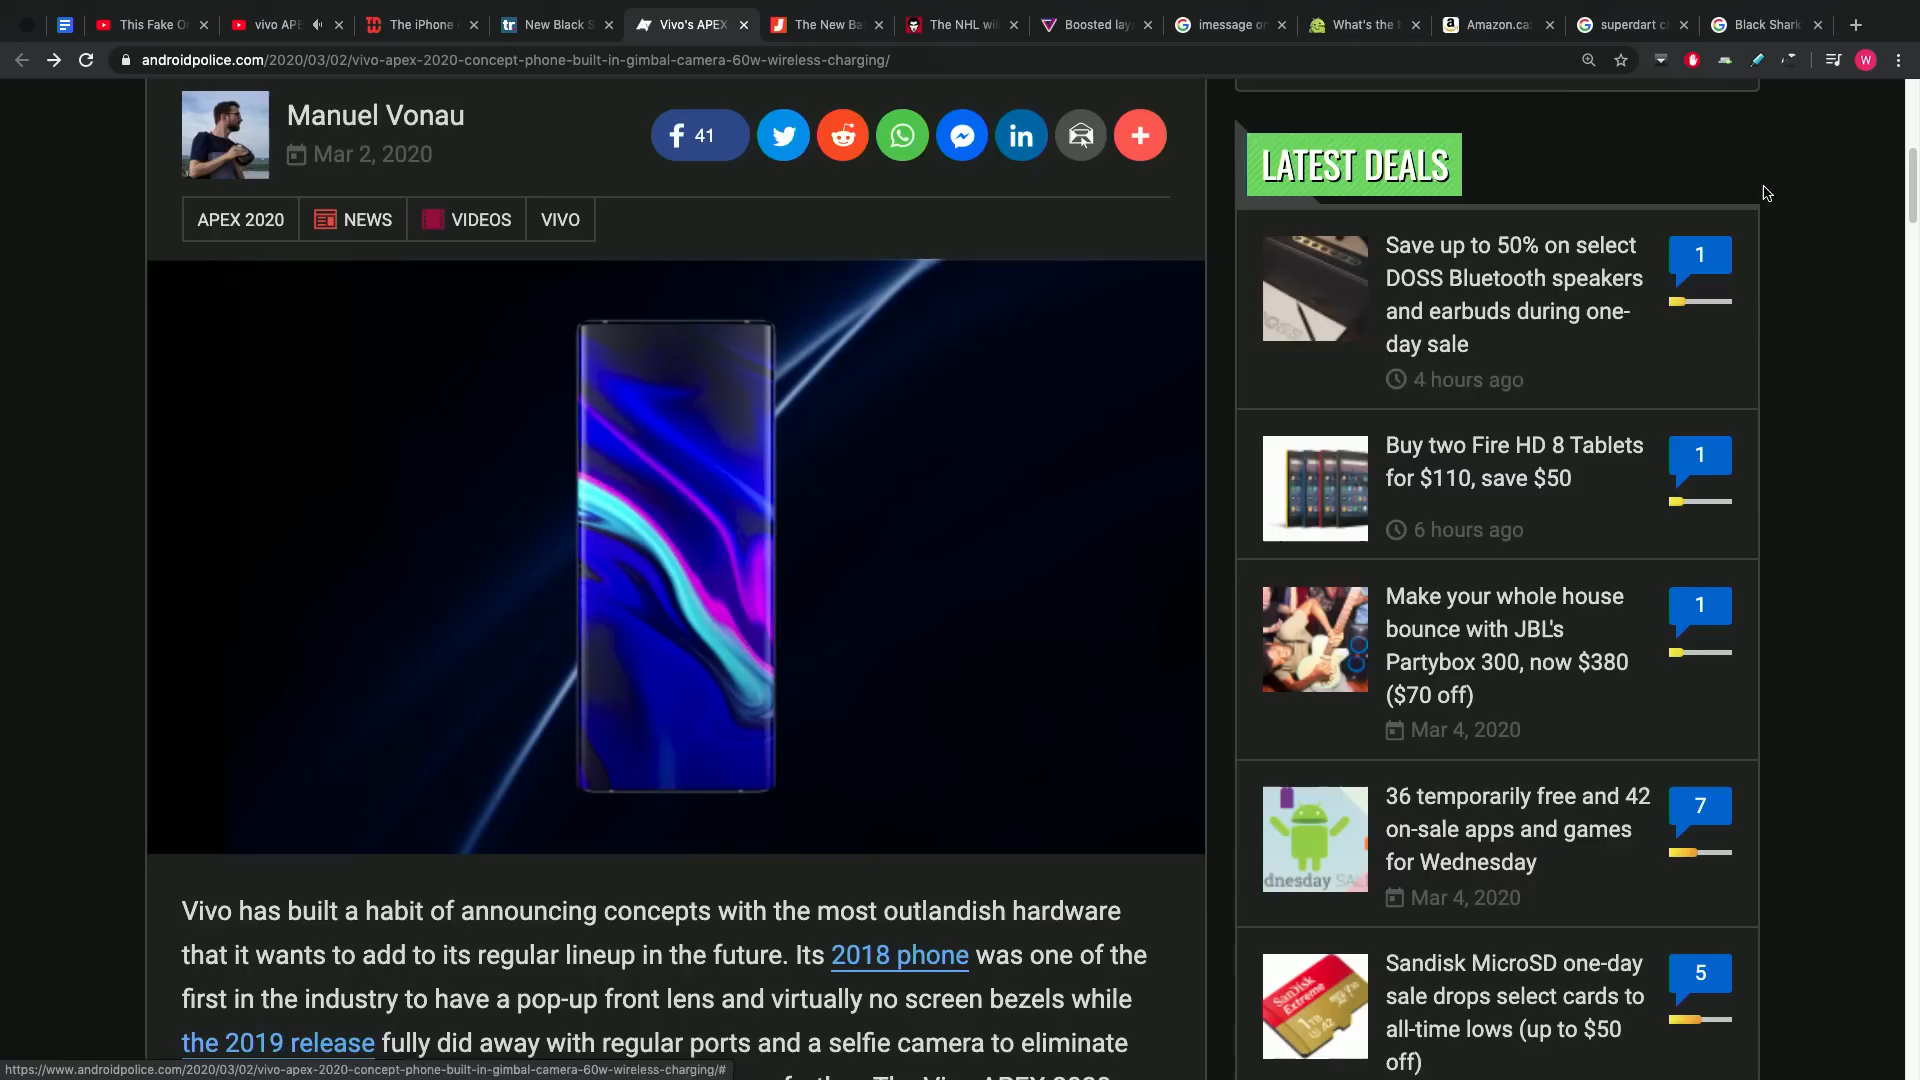 This Fake O
vivo APE
The iPhone
New Black S
Vivo's APEX
The New Ba
The NHL wil
Boosted lay
imessage on
What's the
Amazon.ca:
superdart c
Black Shark
androidpolice.com/2020/03/02/vivo-apex-2020-concept-phone-built-in-gimbal-camera-60w-wireless-charging/
W
Manuel Vonau
Mar 2, 2020
41
APEX 2020
NEWS
VIDEOS
VIVO
Vivo has built a habit of announcing concepts with the most outlandish hardware
that it wants to add to its regular lineup in the future. Its 2018 phone was one of the
first in the industry to have a pop-up front lens and virtually no screen bezels while
the 2019 release fully did away with regular ports and a selfie camera to eliminate
LATEST DEALS
Save up to 50% on select
DOSS Bluetooth speakers
and earbuds during one-
day sale
1
4 hours ago
Buy two Fire HD 8 Tablets
for $110, save $50
1
6 hours ago
Make your whole house
bounce with JBL's
Partybox 300, now $380
($70 off)
1
Mar 4, 2020
36 temporarily free and 42
on-sale apps and games
for Wednesday
7
Mar 4, 2020
dnesday SA
Sandisk MicroSD one-day
sale drops select cards to
all-time lows (up to $50
off)
5
SanDisk
Extreme
1TB
https://www.androidpolice.com/2020/03/02/vivo-apex-2020-concept-phone-built-in-gimbal-camera-60w-wireless-charging/#